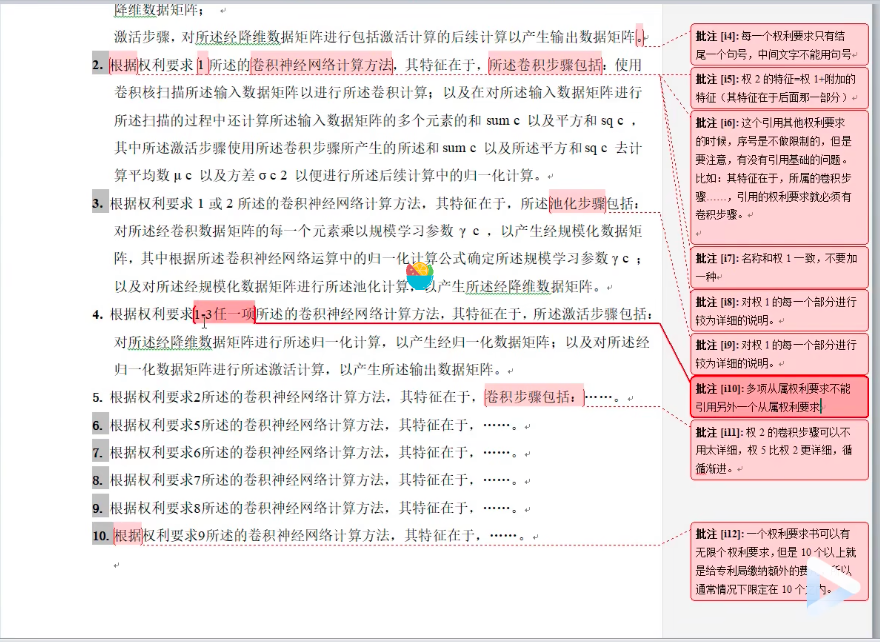 降维数据矩阵；
激活步骤，对所述经降维数据矩阵进行包括激活计算的后续计算以产生输出数据矩阵。
2. 根据权利要求 1 所述的卷积神经网络计算方法，其特征在于，所述卷积步骤包括：使用
卷积核扫描所述输入数据矩阵以进行所述卷积计算；以及在对所述输入数据矩阵进行
所述扫描的过程中还计算所述输入数据矩阵的多个元素的和 sum c 以及平方和 sq c ，
其中所述激活步骤使用所述卷积步骤所产生的所述和 sum c 以及所述平方和 sq c 去计
算平均数 μ c 以及方差 σ c 2 以便进行所述后续计算中的归一化计算。
3. 根据权利要求 1 或 2 所述的卷积神经网络计算方法，其特征在于，所述池化步骤包括：
对所述经卷积数据矩阵的每一个元素乘以规模学习参数 γ c ，以产生经规模化数据矩
阵，其中根据所述卷积神经网络运算中的归一化计算公式确定所述规模学习参数 γ c ；
以及对所述经规模化数据矩阵进行所述池化计算，以产生所述经降维数据矩阵。
4. 根据权利要求1-3任一项所述的卷积神经网络计算方法，其特征在于，所述激活步骤包括：
对所述经降维数据矩阵进行所述归一化计算，以产生经归一化数据矩阵；以及对所述经
归一化数据矩阵进行所述激活计算，以产生所述输出数据矩阵。
5. 根据权利要求2所述的卷积神经网络计算方法，其特征在于，卷积步骤包括：……。
6. 根据权利要求5所述的卷积神经网络计算方法，其特征在于，……。
7. 根据权利要求6所述的卷积神经网络计算方法，其特征在于，……。
8. 根据权利要求7所述的卷积神经网络计算方法，其特征在于，……。
9. 根据权利要求8所述的卷积神经网络计算方法，其特征在于，……。
10. 根据权利要求9所述的卷积神经网络计算方法，其特征在于，……。
批注 [i4]: 每一个权利要求只有结
尾一个句号，中间文字不能用句号
批注 [i5]: 权 2 的特征=权 1+附加的
特征（其特征在于后面那一部分）
批注 [i6]: 这个引用其他权利要求
的时候，序号是不做限制的，但是
要注意，有没有引用基础的问题。
比如：其特征在于，所属的卷积步
骤……，引用的权利要求就必须有
卷积步骤。
批注 [i7]: 名称和权 1 一致，不要加
一种
批注 [i8]: 对权 1 的每一个部分进行
较为详细的说明。
批注 [i9]: 对权 1 的每一个部分进行
较为详细的说明。
批注 [i10]: 多项从属权利要求不能
引用另外一个从属权利要求
批注 [i11]: 权 2 的卷积步骤可以不
用太详细，权 5 比权 2 更详细，循
循渐进。
批注 [i12]: 一个权利要求书可以有
无限个权利要求，但是 10 个以上就
是给专利局缴纳额外的费 所以
通常情况下限定在 10 个 内。